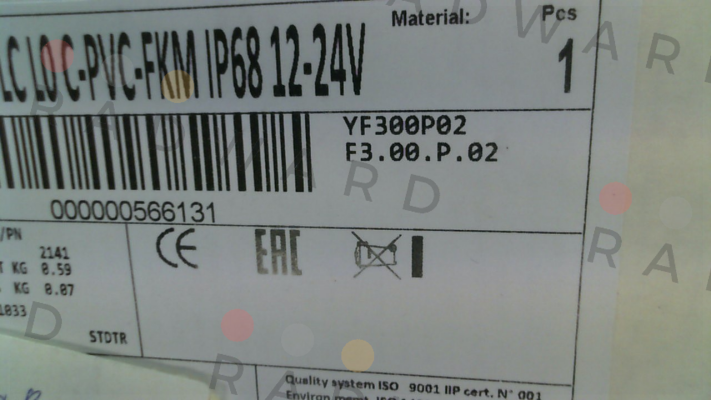 Material: Pcs
LC L0 C-PVC-FKM IP68 12-24V 1
YF300P02
F3.00.P.02
000000566131
/PN
2141
T KG 0.59
KG 0.07
1033
STDTR
CE EAC
Quality system ISO 9001 IIP cert. N° 001
RADWARD